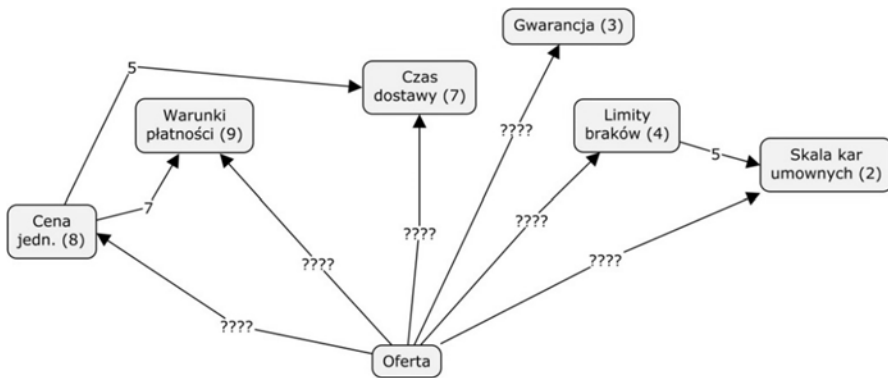 Gwarancja (3)
5
Czas
dostawy (7)
Warunki
płatności (9)
Limity
braków (4)
????
5
Skala kar
umownych (2)
7
Cena
jedn. (8)
????
????
????
????
????
Oferta